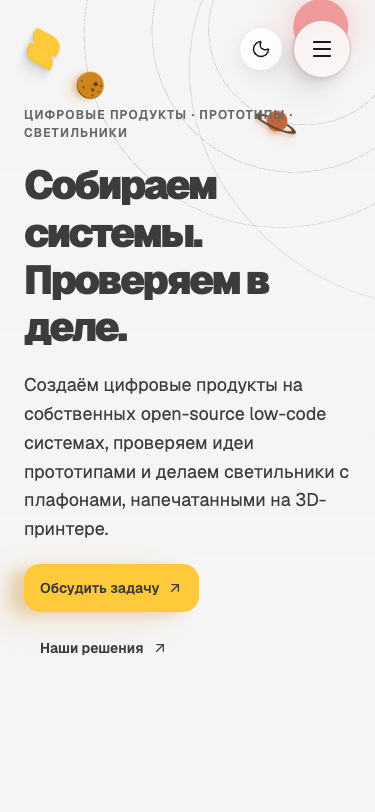 ЦИФРОВЫЕ ПРОДУКТЫ · ПРОТОТИПЫ ·
СВЕТИЛЬНИКИ
Собираем
системы.
Проверяем в
деле.
Создаём цифровые продукты на
собственных open-source low-code
системах, проверяем идеи
прототипами и делаем светильники с
плафонами, напечатанными на 3D-
принтере.
Обсудить задачу
Наши решения